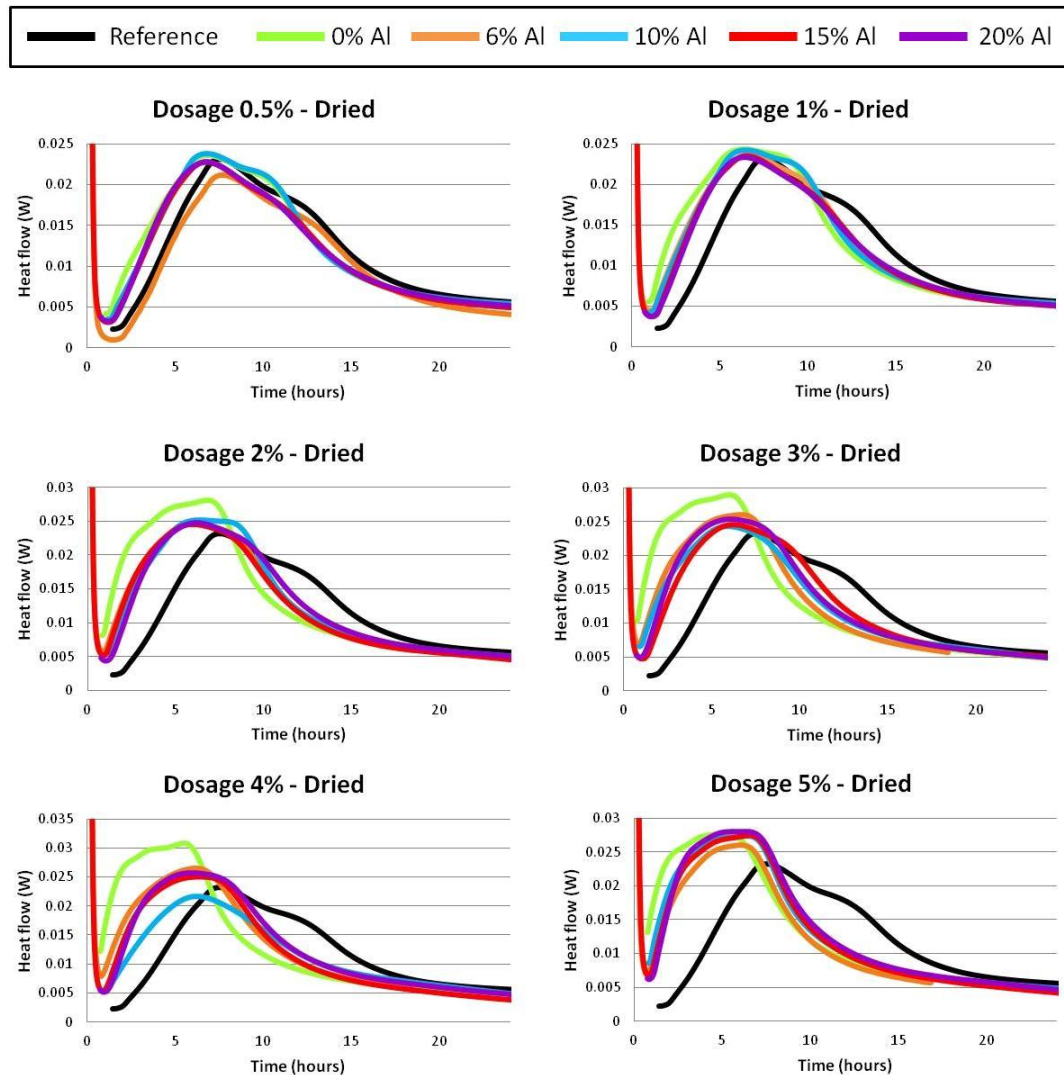 Reference 0% Al 6% Al 10% Al 15% Al 20% Al
Dosage 0.5% - Dried
0.025
0.02
0.015
0.01
0.005
0
Heat flow (W)
0 5 10 15 20
Time (hours)
Dosage 1% - Dried
0.025
0.02
0.015
0.01
0.005
0
Heat flow (W)
0 5 10 15 20
Time (hours)
Dosage 2% - Dried
0.03
0.025
0.02
0.015
0.01
0.005
0
Heat flow (W)
0 5 10 15 20
Time (hours)
Dosage 3% - Dried
0.03
0.025
0.02
0.015
0.01
0.005
0
Heat flow (W)
0 5 10 15 20
Time (hours)
Dosage 4% - Dried
0.035
0.03
0.025
0.02
0.015
0.01
0.005
0
Heat flow (W)
0 5 10 15 20
Time (hours)
Dosage 5% - Dried
0.03
0.025
0.02
0.015
0.01
0.005
0
Heat flow (W)
0 5 10 15 20
Time (hours)